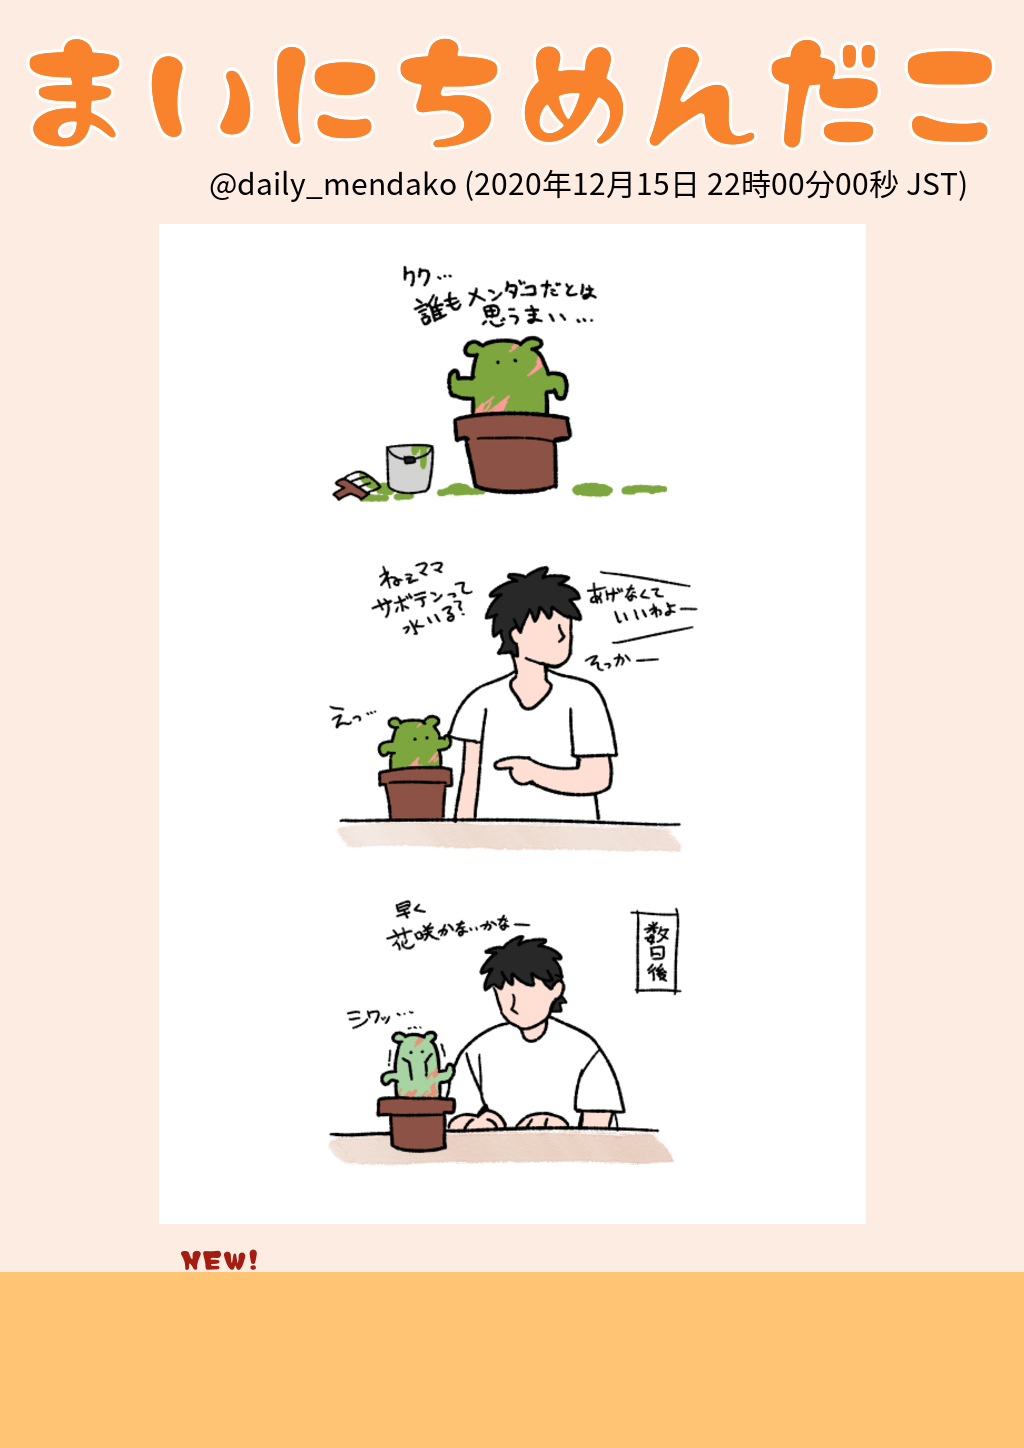 まいにちめんだこ
@daily_mendako (2020年12月15日 22時00分00秒 JST)
クク…
誰もメンダコだとは
思うまい…
ねぇママ
サボテンって
水いる?
あげなくて
いいわよー
そっかー
えっ…
数日後
早く
花咲かないかなー
シワッ…
…
NEW!